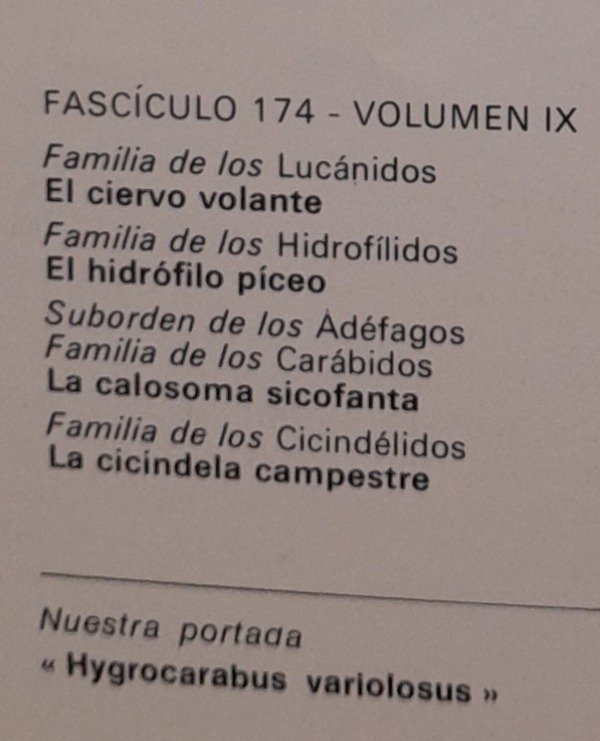 FASCÍCULO 174 - VOLUMEN IX
Familia de los Lucánidos
El ciervo volante
Familia de los Hidrofílidos
El hidrófilo píceo
Suborden de los Adéfagos
Familia de los Carábidos
La calosoma sicofanta
Familia de los Cicindélidos
La cicindela campestre
Nuestra portada
« Hygrocarabus variolosus »